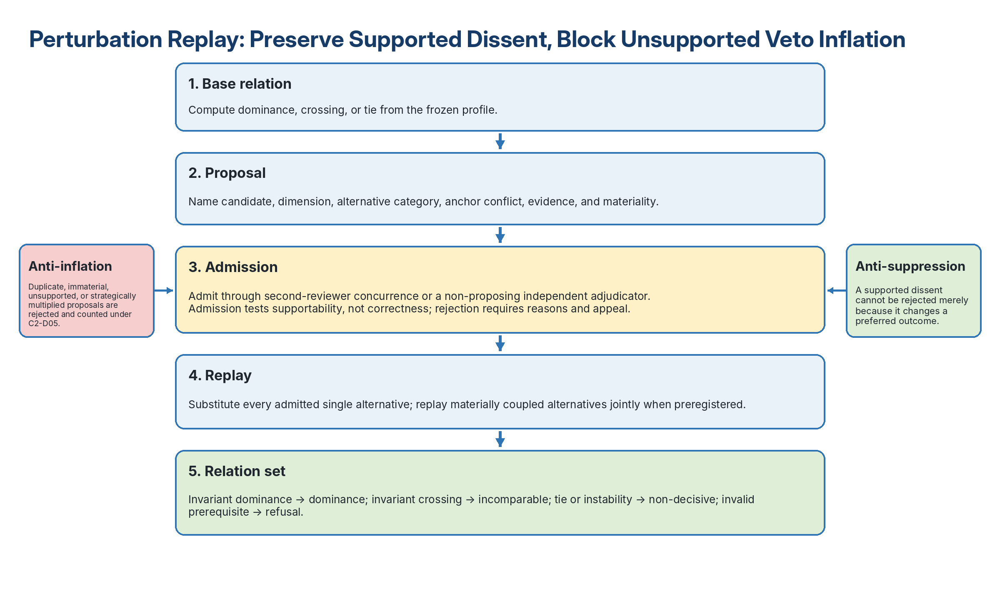 Perturbation Replay: Preserve Supported Dissent, Block Unsupported Veto Inflation
1. Base relation
Compute dominance, crossing, or tie from the frozen profile.
2. Proposal
Name candidate, dimension, alternative category, anchor conflict, evidence, and materiality.
Anti-inflation
Duplicate, immaterial,
unsupported, or strategically
multiplied proposals are
rejected and counted under
C2-D05.
3. Admission
Admit through second-reviewer concurrence or a non-proposing independent adjudicator.
Admission tests supportability, not correctness; rejection requires reasons and appeal.
Anti-suppression
A supported dissent
cannot be rejected merely
because it changes a
preferred outcome.
4. Replay
Substitute every admitted single alternative; replay materially coupled alternatives jointly when preregistered.
5. Relation set
Invariant dominance → dominance; invariant crossing → incomparable; tie or instability → non-decisive; invalid
prerequisite → refusal.